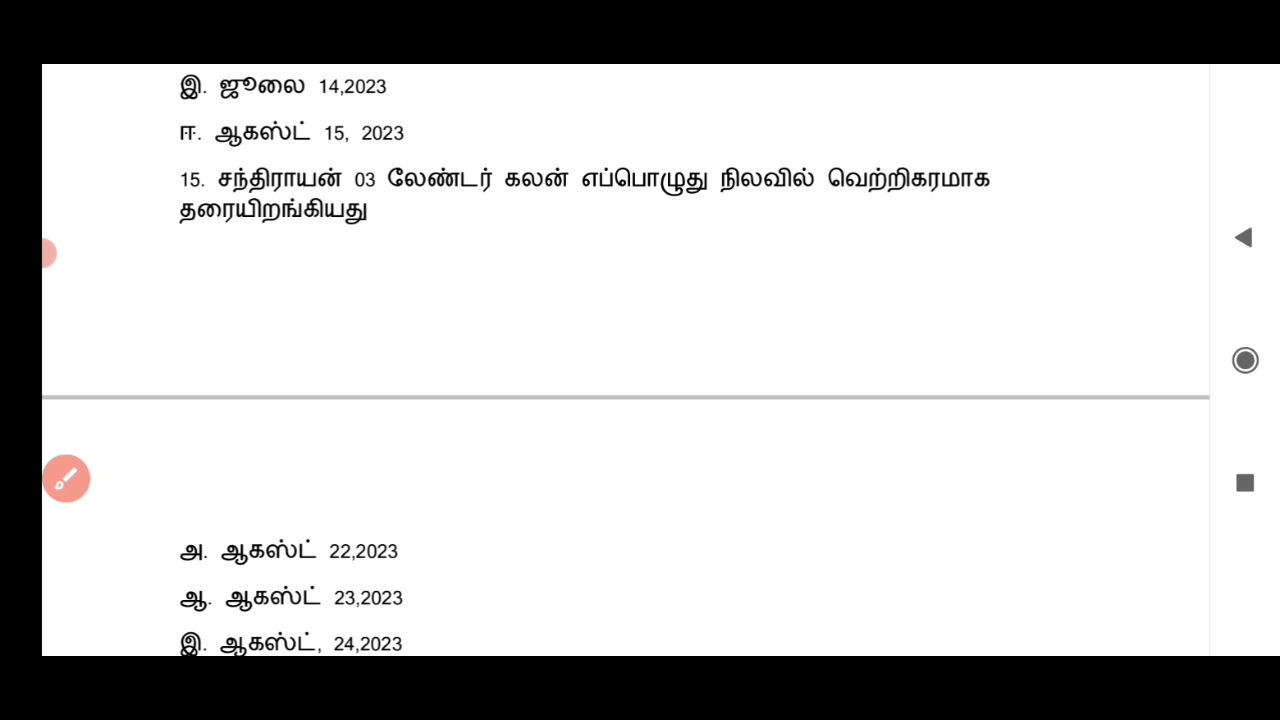 இ. ஜூலை 14,2023
ஈ. ஆகஸ்ட் 15, 2023
15. சந்திராயன் 03 லேண்டர் கலன் எப்பொழுது நிலவில் வெற்றிகரமாக
தரையிறங்கியது
அ. ஆகஸ்ட் 22,2023
ஆ. ஆகஸ்ட் 23,2023
இ. ஆகஸ்ட், 24,2023